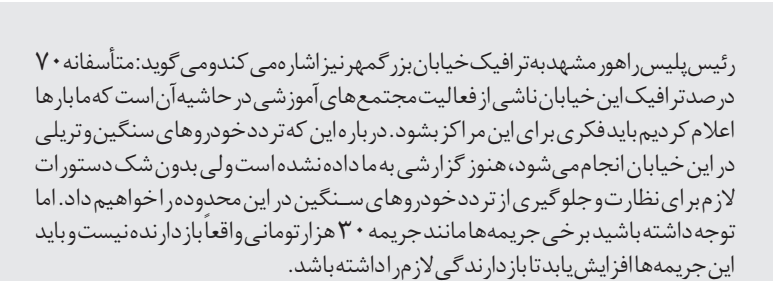 رئیس پلیس راهور مشهد به ترافیک خیابان بزرگمهر نیز اشاره می کند و می گوید: متأسفانه ۷۰
درصد ترافیک این خیابان ناشی از فعالیت مجتمع های آموزشی در حاشیه آن است که ما بارها
اعلام کردیم باید فکری برای این مراکز بشود. درباره این که تردد خودروهای سنگین و تریلی
در این خیابان انجام می شود، هنوز گزارشی به ما داده نشده است ولی بدون شک دستورات
لازم برای نظارت و جلوگیری از تردد خودروهای سنگین در این محدوده را خواهیم داد. اما
توجه داشته باشید برخی جریمه ها مانند جریمه ۳۰ هزار تومانی واقعاً بازدارنده نیست و باید
این جریمه ها افزایش یابد تا بازدارندگی لازم را داشته باشد.